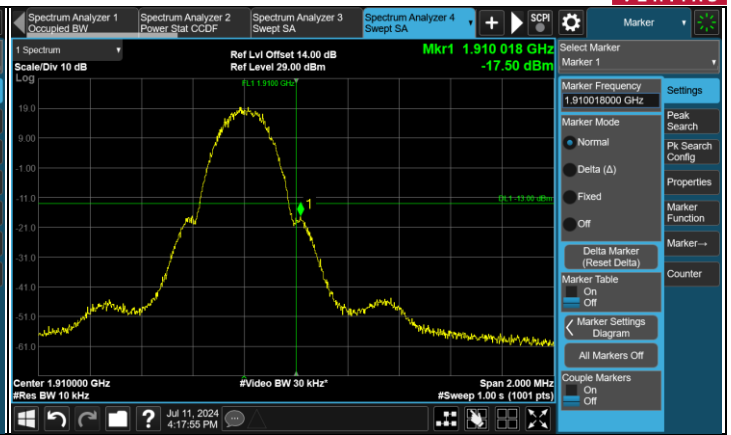 Spectrum Analyzer 1
Occupied BW
Spectrum Analyzer 2
Power Stat CCDF
Spectrum Analyzer 3
Swept SA
Spectrum Analyzer 4
Swept SA
SCPI
Marker
1 Spectrum
Scale/Div 10 dB
Ref Lvl Offset 14.00 dB
Ref Level 29.00 dBm
Mkr1 1.910 018 GHz
-17.50 dBm
Select Marker
Marker 1
Log
FL1 1.9100 GHz
19.0
9.00
-1.00
-11.0
-21.0
-31.0
-41.0
-51.0
-61.0
DL1 -13.00 dBm
1
Marker Frequency
1.910018000 GHz
Marker Mode
Normal
Delta (Δ)
Fixed
Off
Delta Marker
(Reset Delta)
Marker Table
On
Off
Marker Settings
Diagram
All Markers Off
Couple Markers
On
Off
Settings
Peak
Search
Pk Search
Config
Properties
Marker
Function
Marker→
Counter
Center 1.910000 GHz
#Video BW 30 kHz*
Span 2.000 MHz
#Res BW 10 kHz
#Sweep 1.00 s (1001 pts)
?
Jul 11, 2024
4:17:55 PM